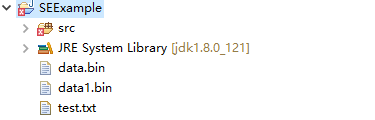 SEExample
src
JRE System Library [jdk1.8.0_121]
data.bin
data1.bin
test.txt